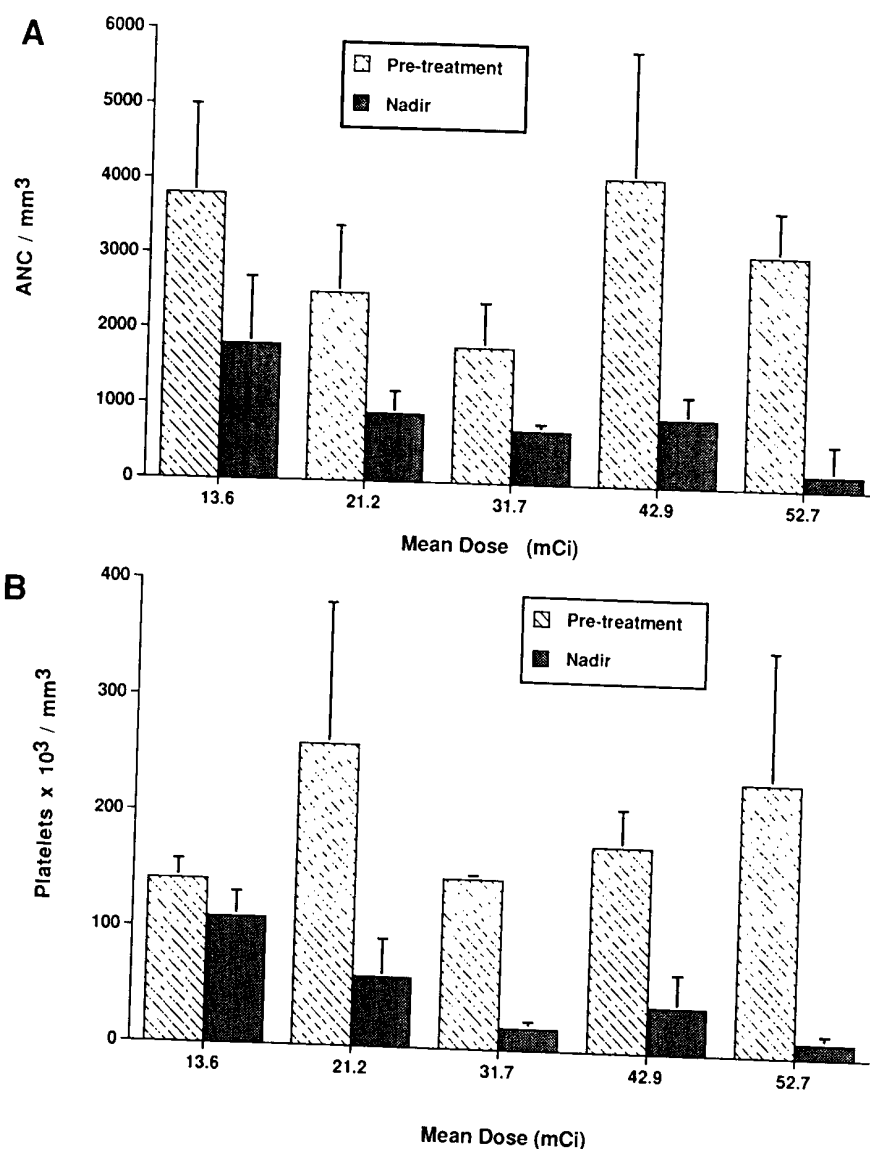 A
6000
5000
4000
3000
2000
1000
0
ANC / mm3
Pre-treatment
Nadir
13.6 21.2 31.7 42.9 52.7
Mean Dose (mCi)
B
400
300
200
100
0
Platelets x 103 / mm3
Pre-treatment
Nadir
13.6 21.2 31.7 42.9 52.7
Mean Dose (mCi)